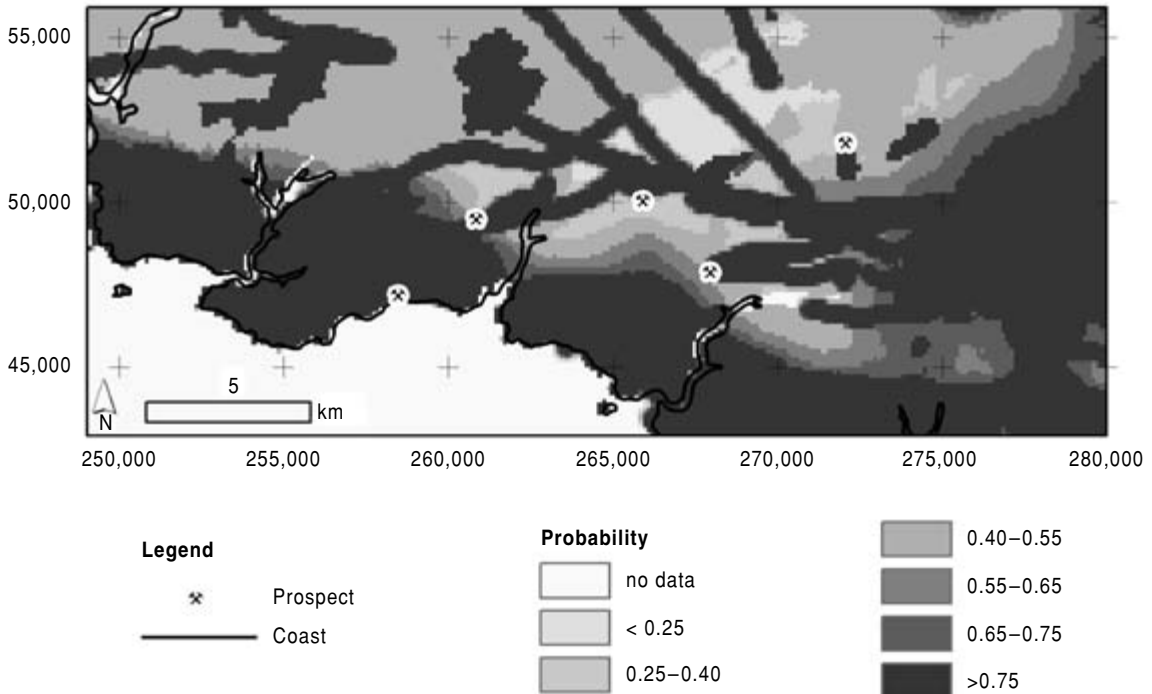 55,000
50,000
45,000
5
km
N
250,000 255,000 260,000 265,000 270,000 275,000 280,000
Legend
Prospect
Coast
Probability
no data
< 0.25
0.25–0.40
0.40–0.55
0.55–0.65
0.65–0.75
>0.75